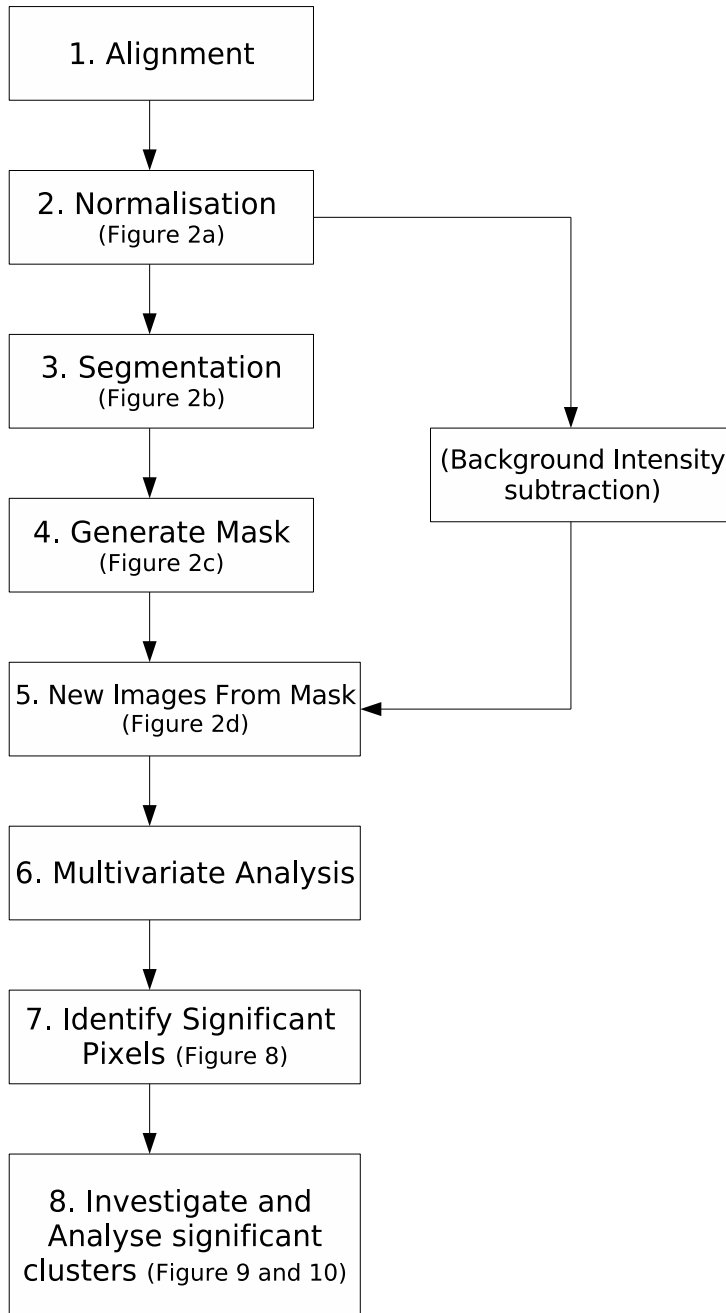 1. Alignment
2. Normalisation
(Figure 2a)
3. Segmentation
(Figure 2b)
(Background Intensity
subtraction)
4. Generate Mask
(Figure 2c)
5. New Images From Mask
(Figure 2d)
6. Multivariate Analysis
7. Identify Significant
Pixels (Figure 8)
8. Investigate and
Analyse significant
clusters (Figure 9 and 10)